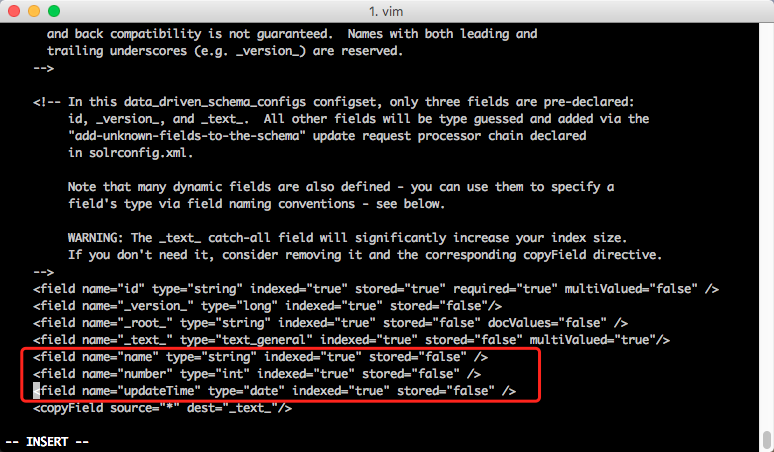 1. vim
and back compatibility is not guaranteed.  Names with both leading and
trailing underscores (e.g. _version_) are reserved.
-->
<!-- In this data_driven_schema_configs configset, only three fields are pre-declared:
id, _version_, and _text_.  All other fields will be type guessed and added via the
"add-unknown-fields-to-the-schema" update request processor chain declared
in solrconfig.xml.
Note that many dynamic fields are also defined - you can use them to specify a
field's type via field naming conventions - see below.
WARNING: The _text_ catch-all field will significantly increase your index size.
If you don't need it, consider removing it and the corresponding copyField directive.
-->
<field name="id" type="string" indexed="true" stored="true" required="true" multiValued="false" />
<field name="_version_" type="long" indexed="true" stored="false"/>
<field name="_root_" type="string" indexed="true" stored="false" docValues="false" />
<field name="_text_" type="text_general" indexed="true" stored="false" multiValued="true"/>
<field name="name" type="string" indexed="true" stored="false" />
<field name="number" type="int" indexed="true" stored="false" />
<field name="updateTime" type="date" indexed="true" stored="false" />
<copyField source="*" dest="_text_"/>
-- INSERT --